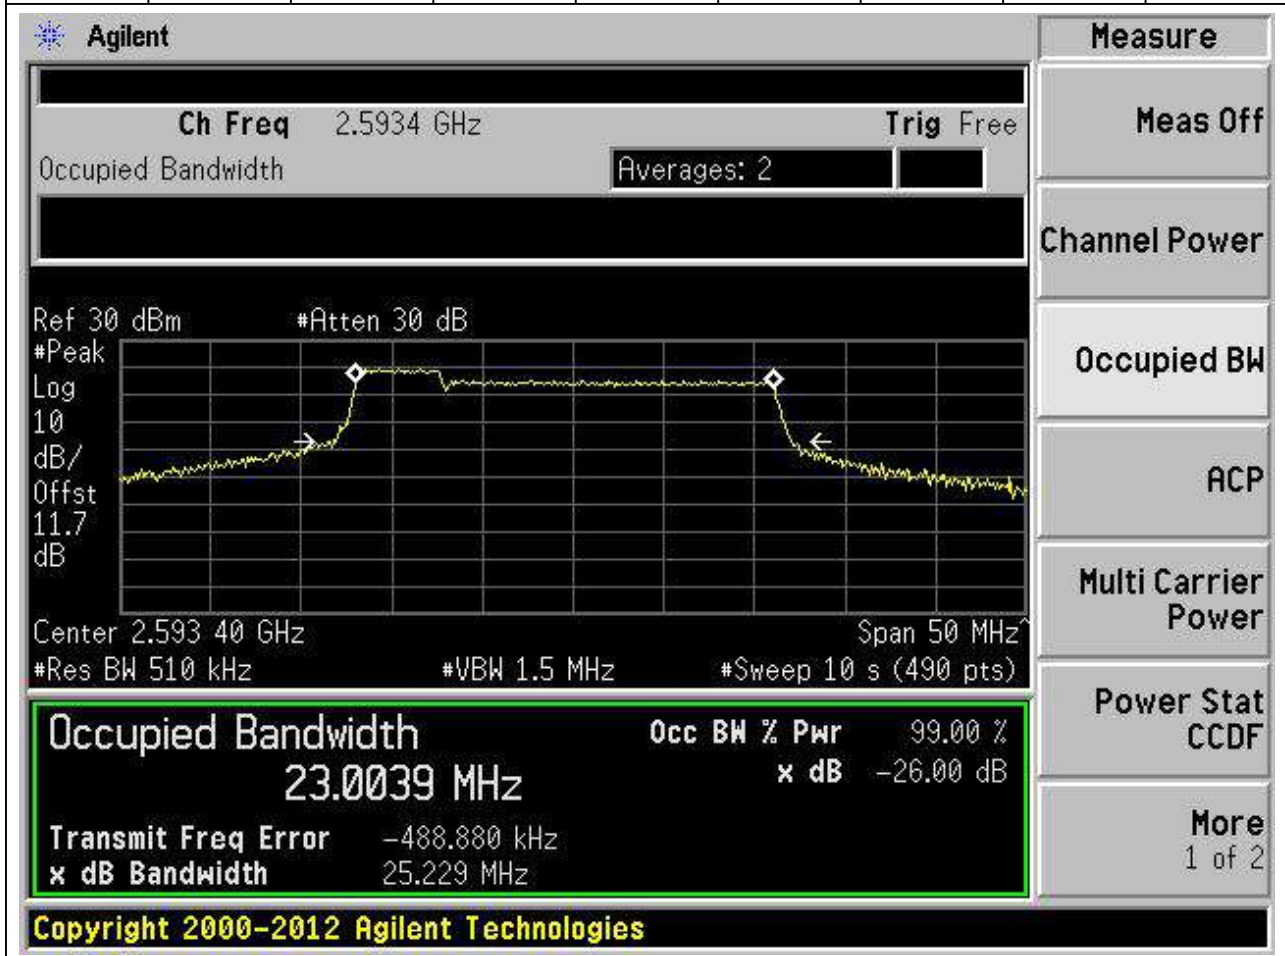 Agilent
Measure
Ch Freq 2.5934 GHz Trig Free
Occupied Bandwidth Averages: 2
Ref 30 dBm #Atten 30 dB
#Peak
Log
10
dB/
Offst
11.7
dB
Center 2.593 40 GHz Span 50 MHz^
#Res BW 510 kHz #VBW 1.5 MHz #Sweep 10 s (490 pts)
Occupied Bandwidth Occ BW % Pwr 99.00 %
23.0039 MHz x dB -26.00 dB
Transmit Freq Error -488.880 kHz
x dB Bandwidth 25.229 MHz
Meas Off
Channel Power
Occupied BW
ACP
Multi Carrier
Power
Power Stat
CCDF
More
1 of 2
Copyright 2000-2012 Agilent Technologies